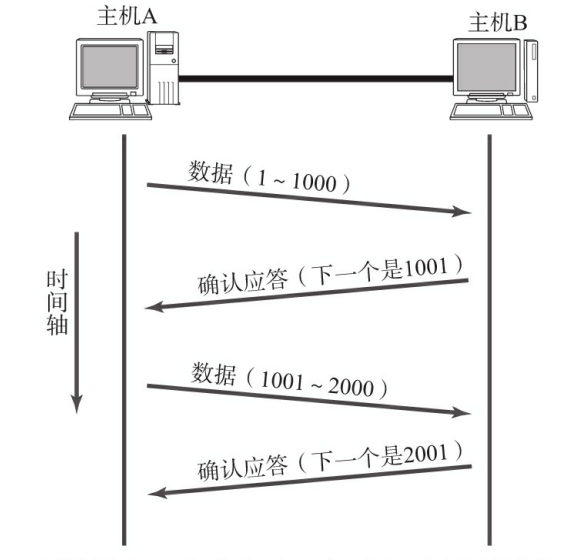 主机A
主机B
数据（1～1000）
确认应答（下一个是1001）
时间轴
数据（1001～2000）
确认应答（下一个是2001）